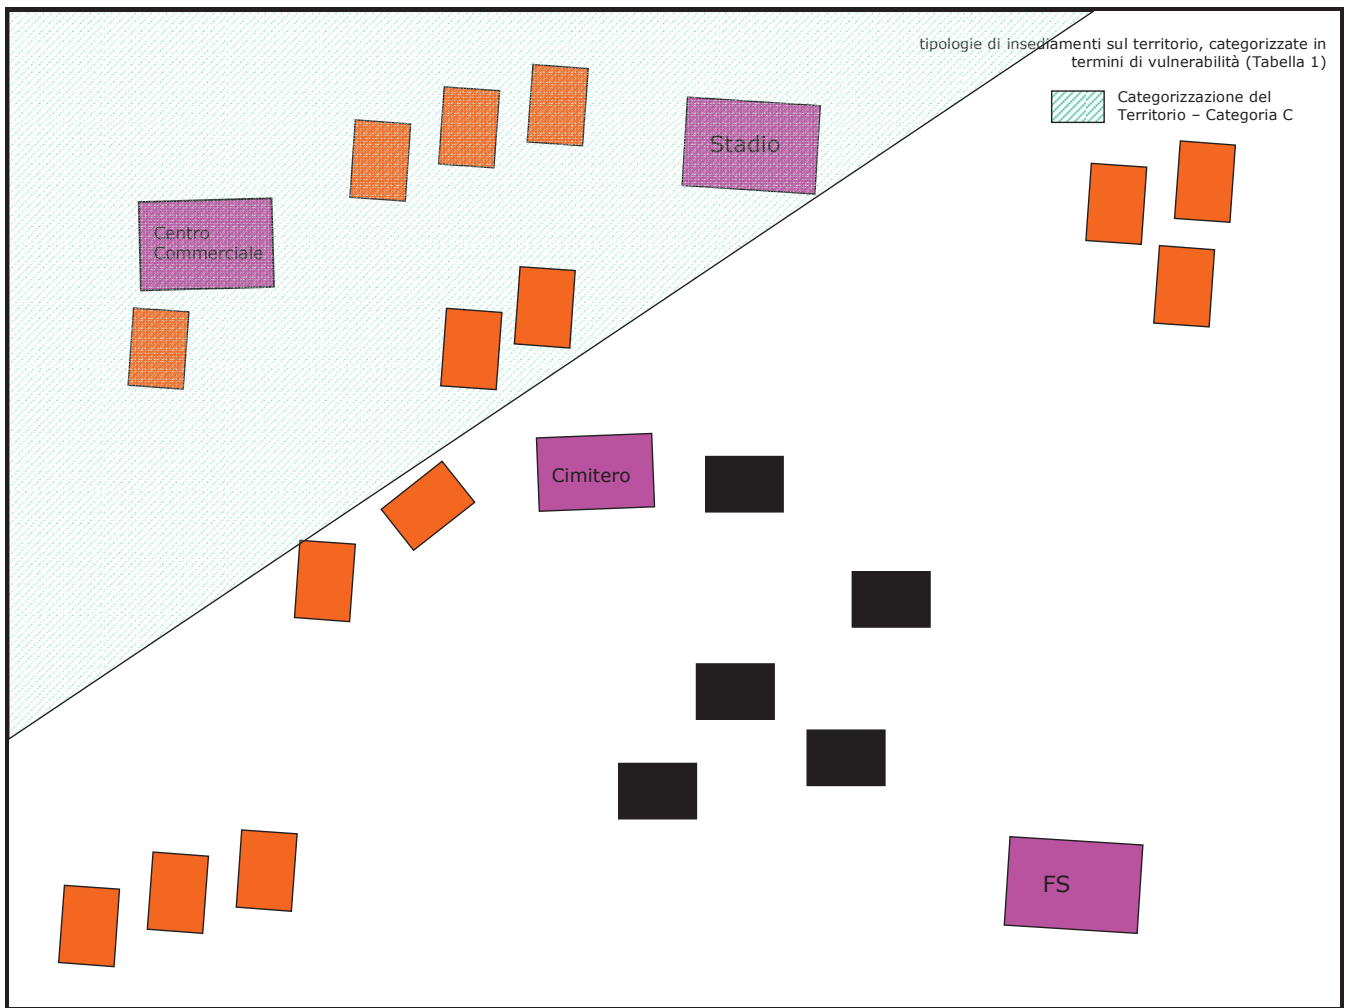 tipologie di insediamenti sul territorio, categorizzate in
termini di vulnerabilità (Tabella 1)
Categorizzazione del
Territorio – Categoria C
Stadio
Centro
Commerciale
Cimitero
FS